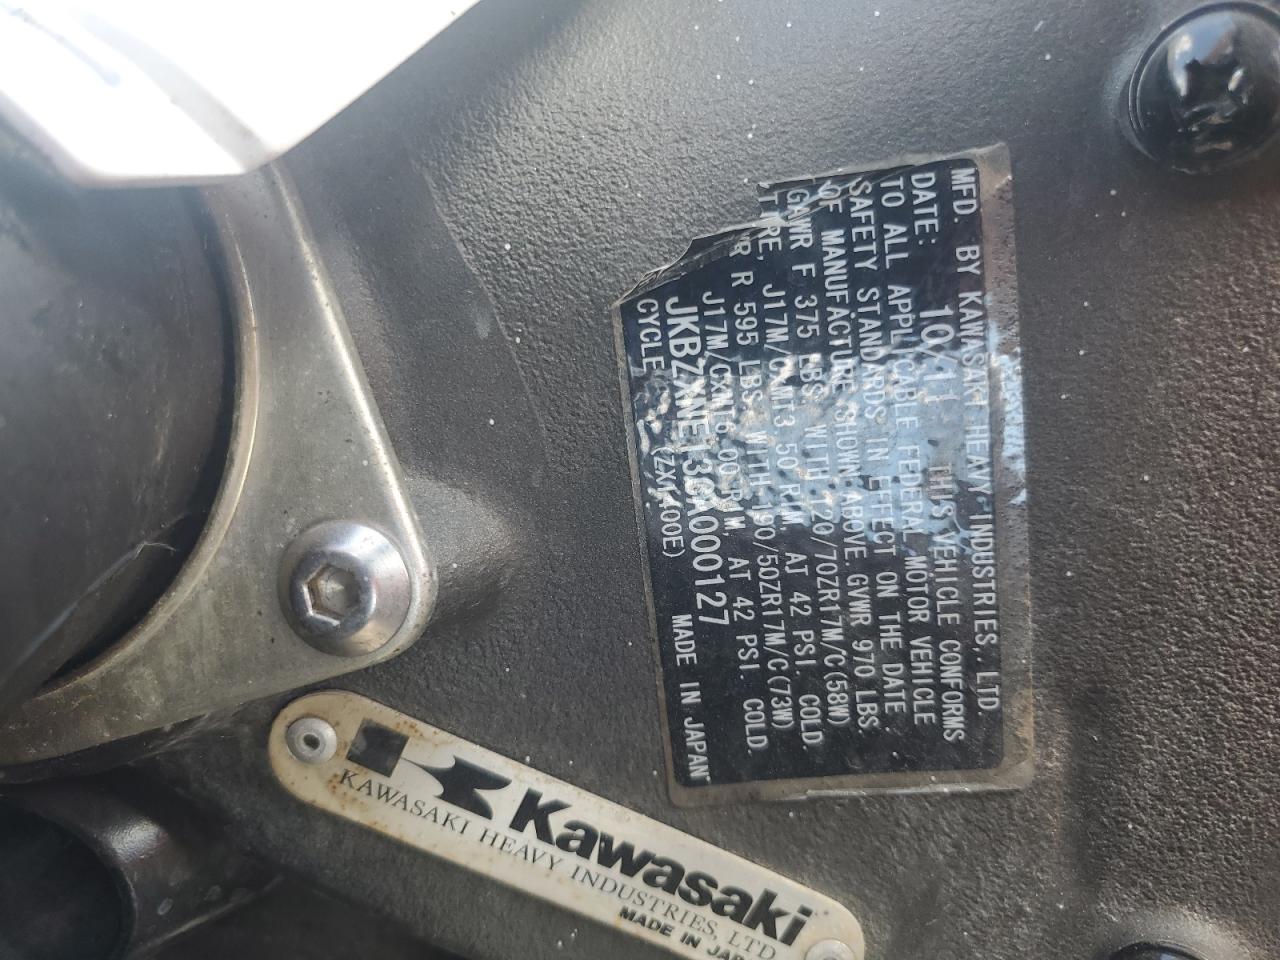 MFD. BY KAWASAKI HEAVY INDUSTRIES, LTD.
DATE: 10/11 THIS VEHICLE CONFORMS
TO ALL APPLICABLE FEDERAL MOTOR VEHICLE
SAFETY STANDARDS IN EFFECT ON THE DATE
OF MANUFACTURE SHOWN ABOVE. GVWR 970 LBS.
GAWR F 375 LBS. WITH 120/70ZR17M/C(58W)
TIRE, J17M/CXMT3.50 RIM, AT 42 PSI. COLD.
R 595 LBS. WITH 190/50ZR17M/C(73W)
J17M/CXMT6.00 RIM, AT 42 PSI. COLD.
JKBZXNE13CA000127
CYCLE (ZX1400E) MADE IN JAPAN
Kawasaki
KAWASAKI HEAVY INDUSTRIES, LTD
MADE IN